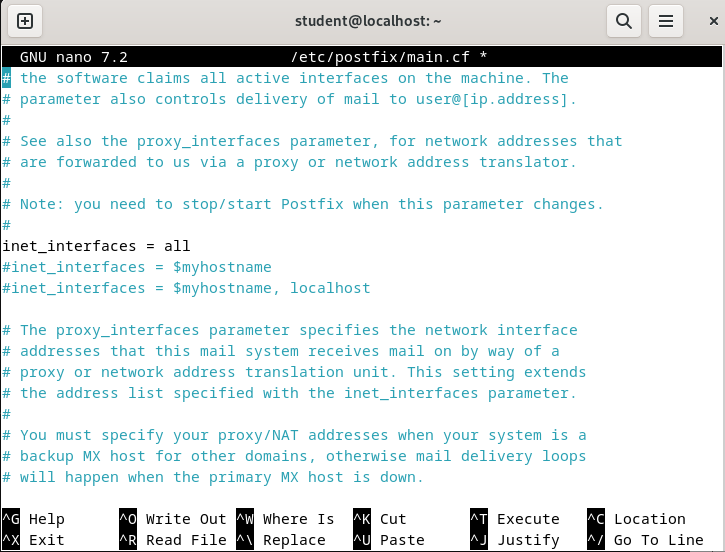 student@localhost: ~
GNU nano 7.2 /etc/postfix/main.cf *
# the software claims all active interfaces on the machine. The
# parameter also controls delivery of mail to user@[ip.address].
#
# See also the proxy_interfaces parameter, for network addresses that
# are forwarded to us via a proxy or network address translator.
#
# Note: you need to stop/start Postfix when this parameter changes.
#
inet_interfaces = all
#inet_interfaces = $myhostname
#inet_interfaces = $myhostname, localhost
# The proxy_interfaces parameter specifies the network interface
# addresses that this mail system receives mail on by way of a
# proxy or network address translation unit. This setting extends
# the address list specified with the inet_interfaces parameter.
#
# You must specify your proxy/NAT addresses when your system is a
# backup MX host for other domains, otherwise mail delivery loops
# will happen when the primary MX host is down.
^G Help ^O Write Out ^W Where Is ^K Cut ^T Execute ^C Location
^X Exit ^R Read File ^\ Replace ^U Paste ^J Justify ^/ Go To Line